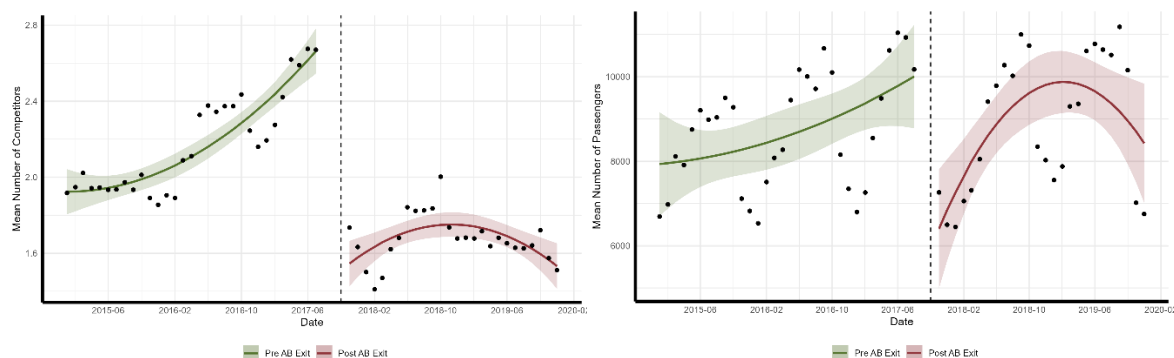 Mean Number of Competitors
2.8
2.4
2.0
1.6
2015-06
2016-02
2016-10
2017-06
2018-02
2018-10
2019-06
2020-02
Date
Pre AB Exit
Post AB Exit
Mean Number of Passengers
10000
8000
6000
2015-06
2016-02
2016-10
2017-06
2018-02
2018-10
2019-06
2020-02
Date
Pre AB Exit
Post AB Exit